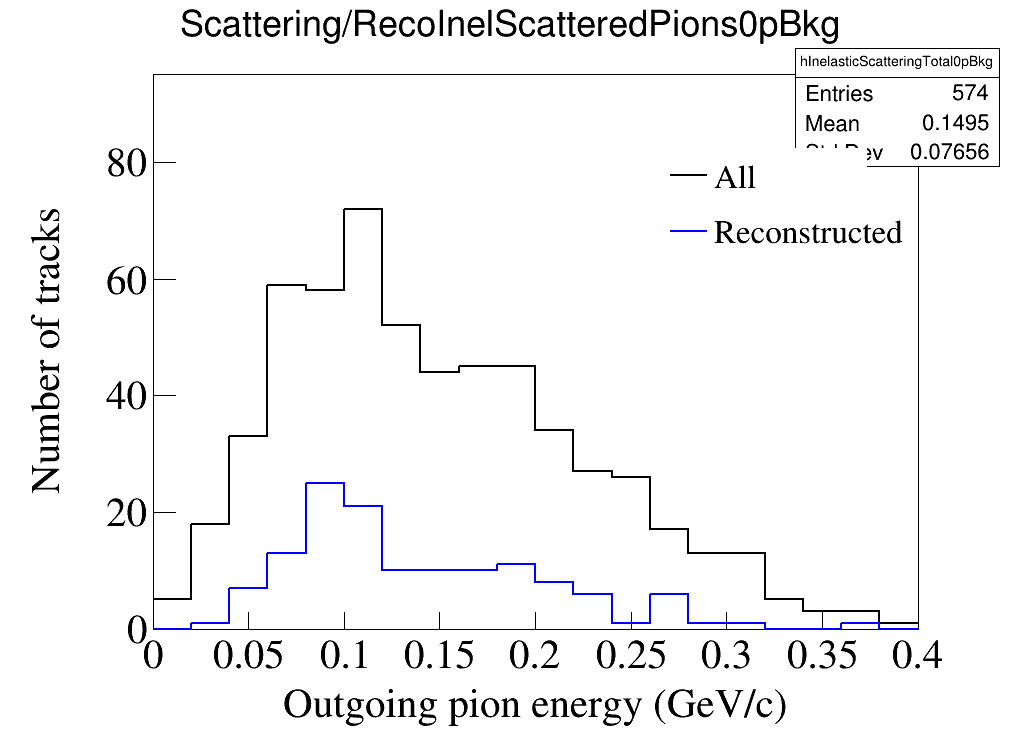 Scattering/RecoInelScatteredPions0pBkg
hInelasticScatteringTotal0pBkg
Entries 574
Mean 0.1495
0.07656
All
Reconstructed
Number of tracks
80
60
40
20
0
0 0.05 0.1 0.15 0.2 0.25 0.3 0.35 0.4
Outgoing pion energy (GeV/c)